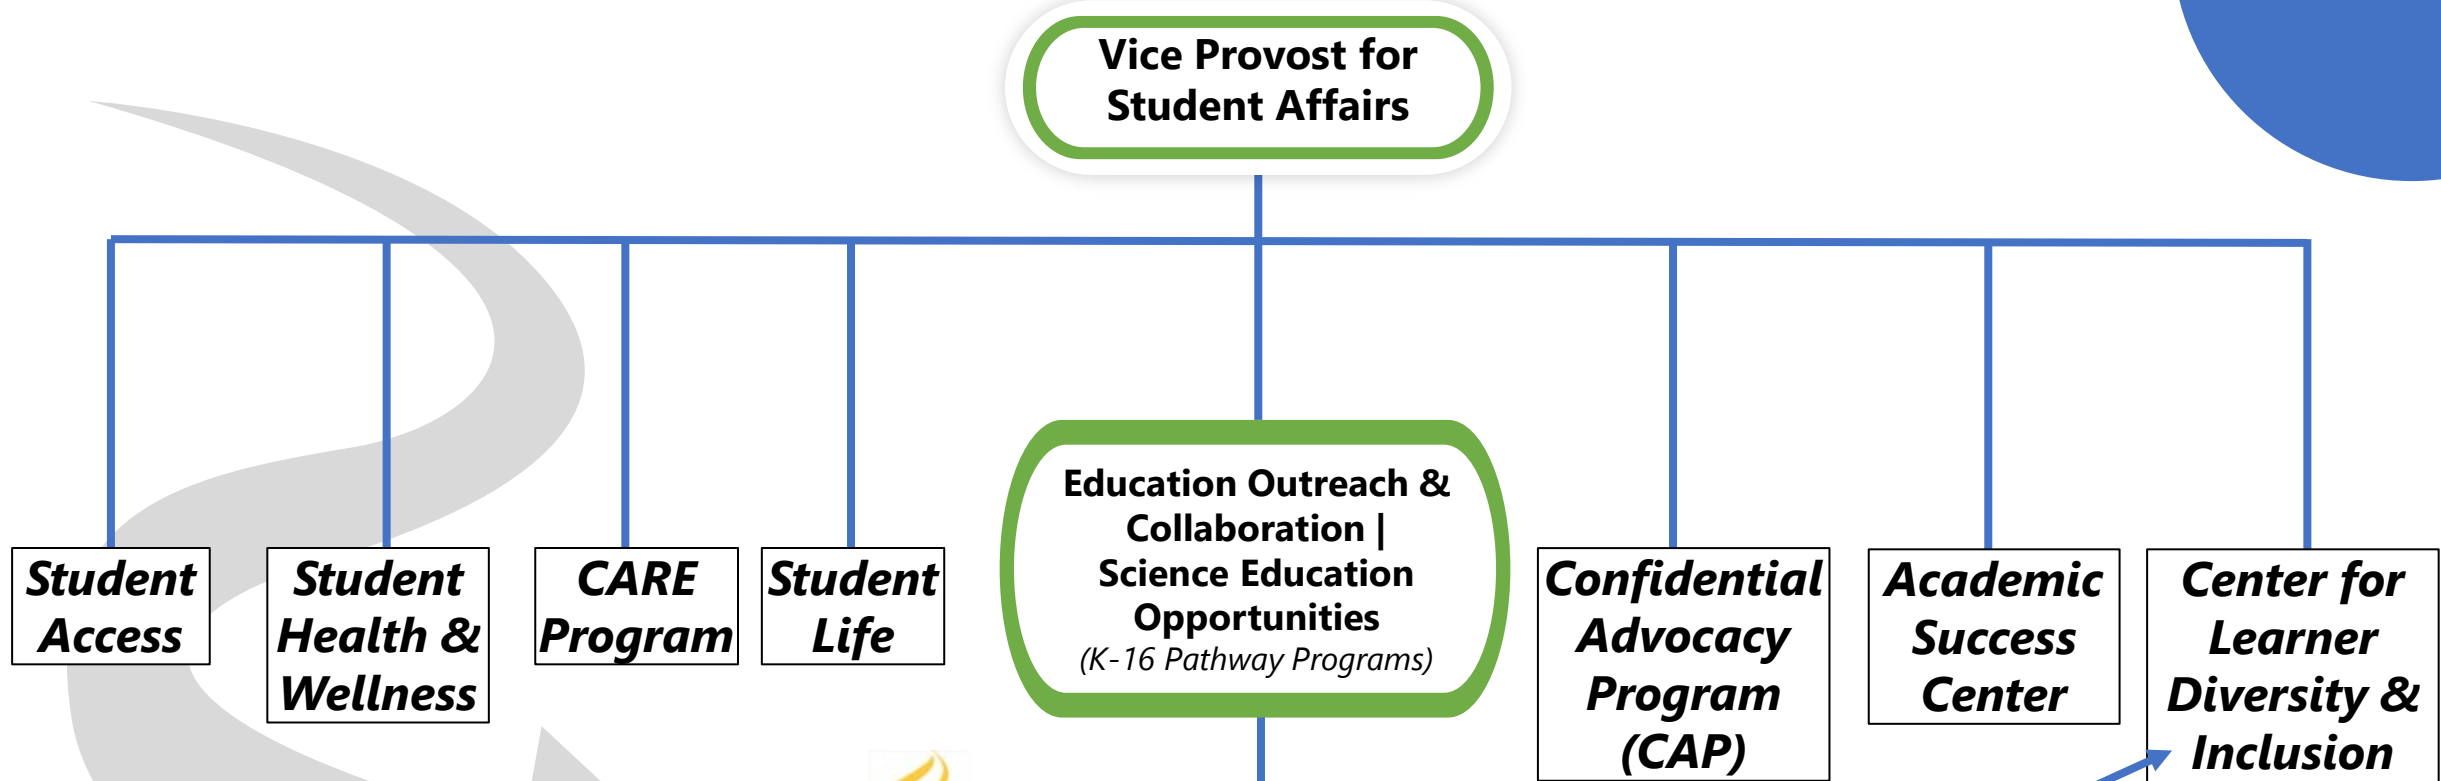 Vice Provost for
Student Affairs
Student
Access
Student
Health &
Wellness
CARE
Program
Student
Life
Education Outreach &
Collaboration |
Science Education
Opportunities
(K-16 Pathway Programs)
Confidential
Advocacy
Program
(CAP)
Academic
Success
Center
Center for
Learner
Diversity &
Inclusion